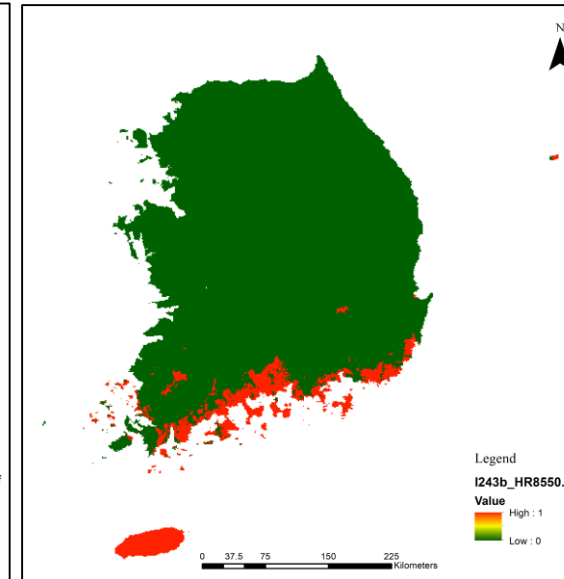 N
Legend
I243b_HR8550.
Value
High : 1
Low : 0
0 37.5 75 150 225
Kilometers